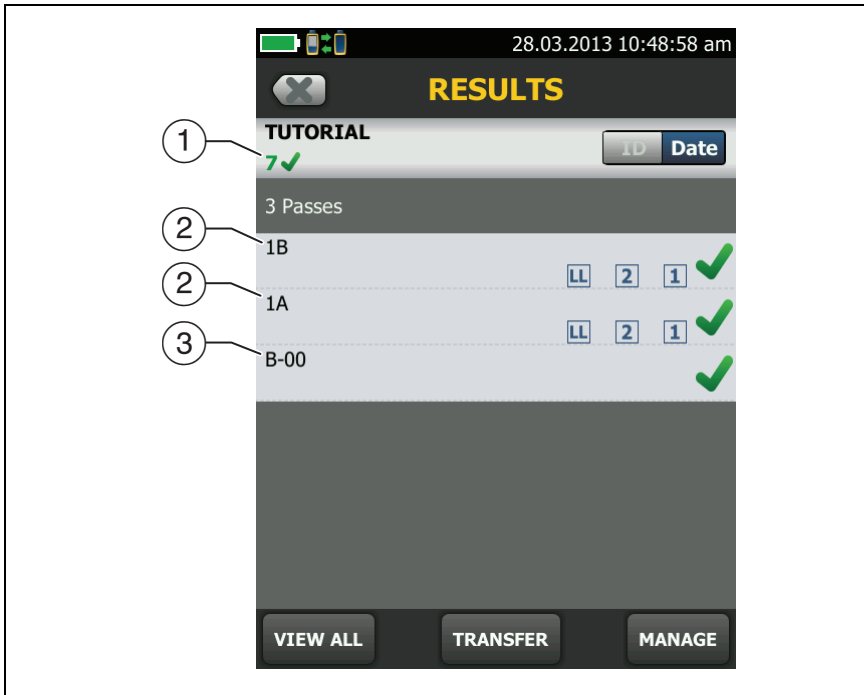 28.03.2013 10:48:58 am
RESULTS
1
TUTORIAL
7
ID Date
3 Passes
2
1B
LL 2 1
2
1A
LL 2 1
3
B-00
VIEW ALL TRANSFER MANAGE